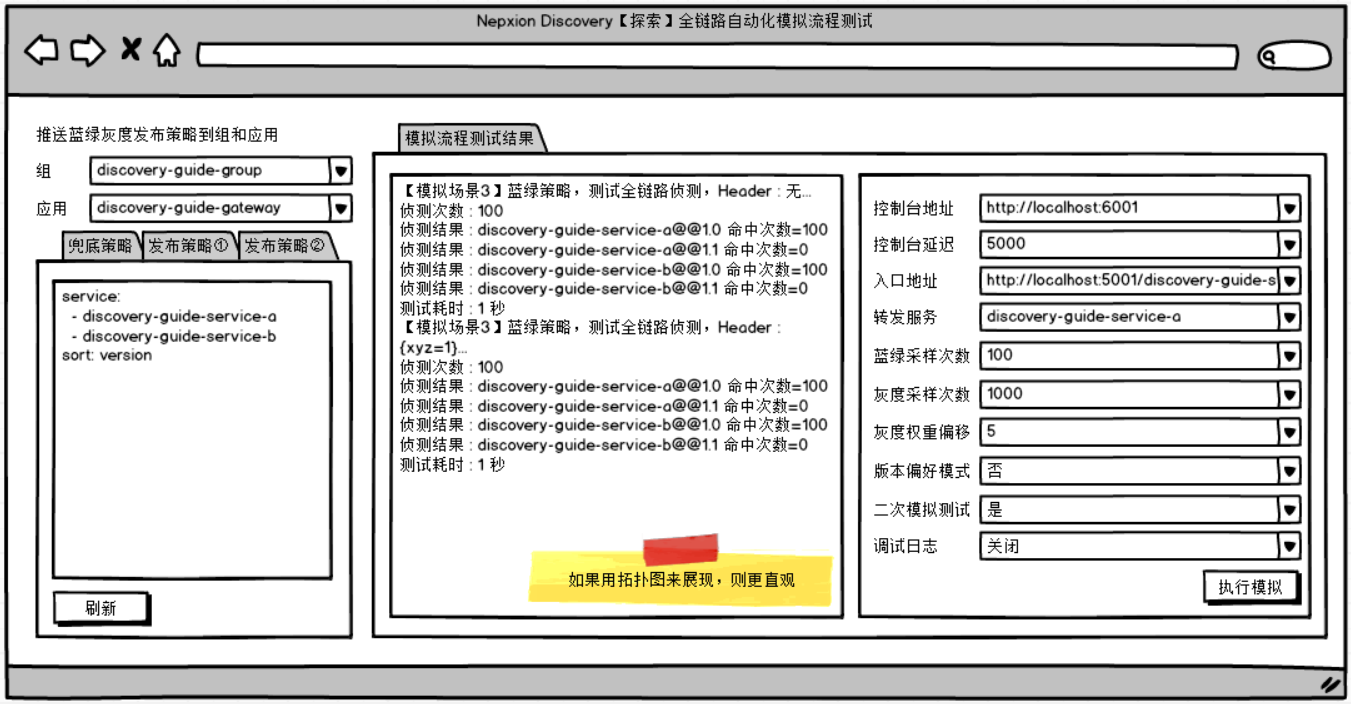 Nepxion Discovery【探索】全链路自动化模拟流程测试
推送蓝绿灰度发布策略到组和应用
组 discovery-guide-group
应用 discovery-guide-gateway
兜底策略 发布策略① 发布策略②
service:
- discovery-guide-service-a
- discovery-guide-service-b
sort: version
刷新
模拟流程测试结果
【模拟场景3】蓝绿策略，测试全链路侦测，Header : 无...
侦测次数 : 100
侦测结果 : discovery-guide-service-a@@1.0 命中次数=100
侦测结果 : discovery-guide-service-a@@1.1 命中次数=0
侦测结果 : discovery-guide-service-b@@1.0 命中次数=100
侦测结果 : discovery-guide-service-b@@1.1 命中次数=0
测试耗时 : 1 秒
【模拟场景3】蓝绿策略，测试全链路侦测，Header :
{xyz=1}...
侦测次数 : 100
侦测结果 : discovery-guide-service-a@@1.0 命中次数=100
侦测结果 : discovery-guide-service-a@@1.1 命中次数=0
侦测结果 : discovery-guide-service-b@@1.0 命中次数=100
侦测结果 : discovery-guide-service-b@@1.1 命中次数=0
测试耗时 : 1 秒
如果用拓扑图来展现，则更直观
控制台地址 http://localhost:6001
控制台延迟 5000
入口地址 http://localhost:5001/discovery-guide-s
转发服务 discovery-guide-service-a
蓝绿采样次数 100
灰度采样次数 1000
灰度权重偏移 5
版本偏好模式 否
二次模拟测试 是
调试日志 关闭
执行模拟